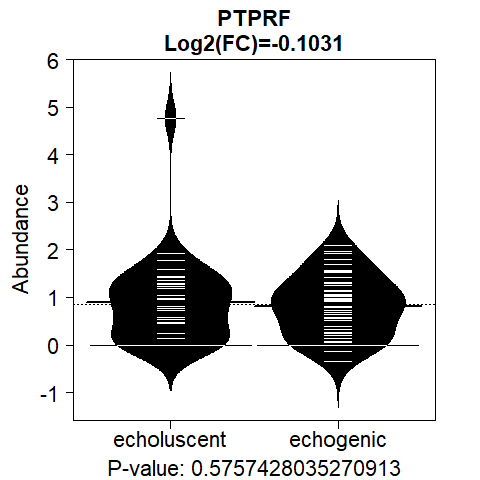 PTPRF
Log2(FC)=-0.1031
6
5
4
3
2
1
0
-1
Abundance
echoluscent echogenic
P-value: 0.5757428035270913